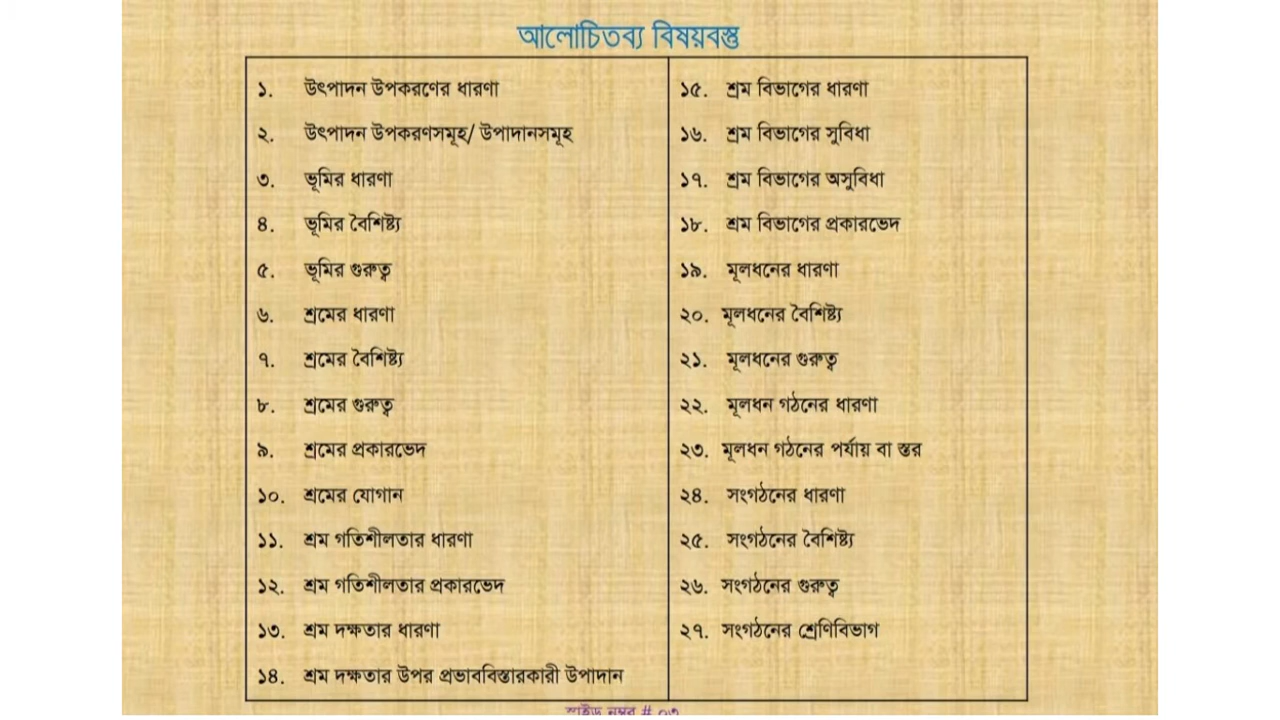 আলোচিতব্য বিষয়বস্তু
১. উৎপাদন উপকরণের ধারণা
২. উৎপাদন উপকরণসমূহ/ উপাদানসমূহ
৩. ভূমির ধারণা
৪. ভূমির বৈশিষ্ট্য
৫. ভূমির গুরুত্ব
৬. শ্রমের ধারণা
৭. শ্রমের বৈশিষ্ট্য
৮. শ্রমের গুরুত্ব
৯. শ্রমের প্রকারভেদ
১০. শ্রমের যোগান
১১. শ্রম গতিশীলতার ধারণা
১২. শ্রম গতিশীলতার প্রকারভেদ
১৩. শ্রম দক্ষতার ধারণা
১৪. শ্রম দক্ষতার উপর প্রভাববিস্তারকারী উপাদান
১৫. শ্রম বিভাগের ধারণা
১৬. শ্রম বিভাগের সুবিধা
১৭. শ্রম বিভাগের অসুবিধা
১৮. শ্রম বিভাগের প্রকারভেদ
১৯. মূলধনের ধারণা
২০. মূলধনের বৈশিষ্ট্য
২১. মূলধনের গুরুত্ব
২২. মূলধন গঠনের ধারণা
২৩. মূলধন গঠনের পর্যায় বা স্তর
২৪. সংগঠনের ধারণা
২৫. সংগঠনের বৈশিষ্ট্য
২৬. সংগঠনের গুরুত্ব
২৭. সংগঠনের শ্রেণিবিভাগ
স্লাইড নম্বর # ০৩